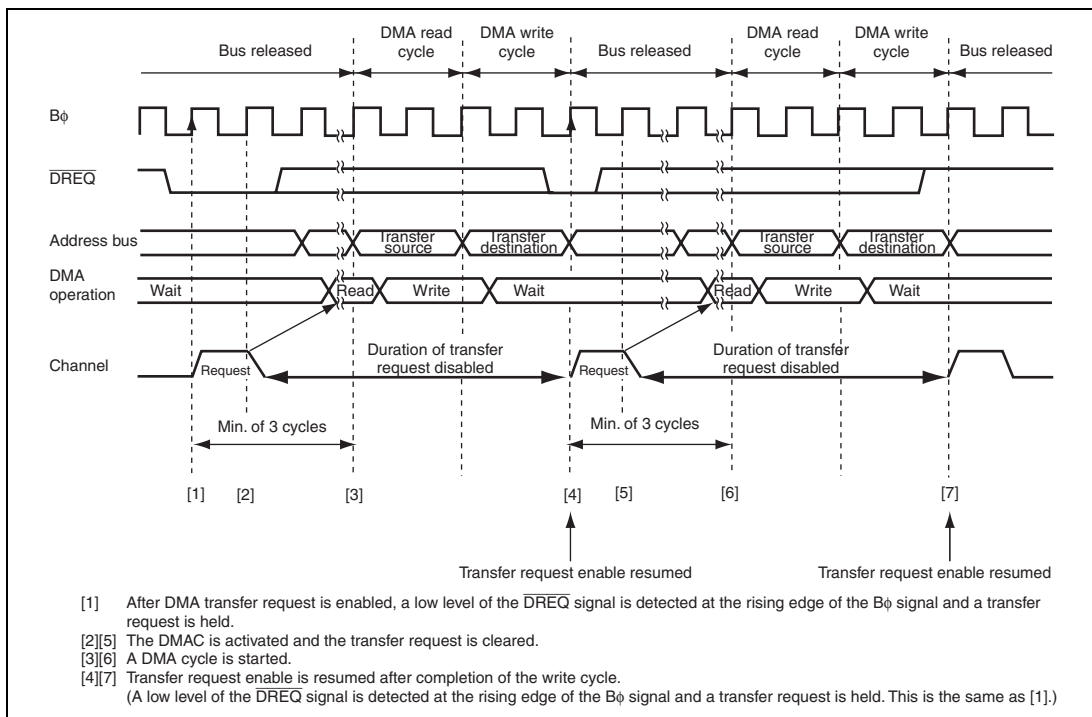 DMA read cycle DMA write cycle DMA read cycle DMA write cycle
Bus released Bus released Bus released
Bϕ
DREQ
Address bus Transfer source Transfer destination Transfer source Transfer destination
DMA operation Wait Read Write Wait Read Write Wait
Channel Request Duration of transfer request disabled Request Duration of transfer request disabled
Min. of 3 cycles Min. of 3 cycles
[1] [2] [3] [4] [5] [6] [7]
Transfer request enable resumed Transfer request enable resumed
[1] After DMA transfer request is enabled, a low level of the DREQ signal is detected at the rising edge of the Bϕ signal and a transfer
request is held.
[2][5] The DMAC is activated and the transfer request is cleared.
[3][6] A DMA cycle is started.
[4][7] Transfer request enable is resumed after completion of the write cycle.
(A low level of the DREQ signal is detected at the rising edge of the Bϕ signal and a transfer request is held. This is the same as [1].)